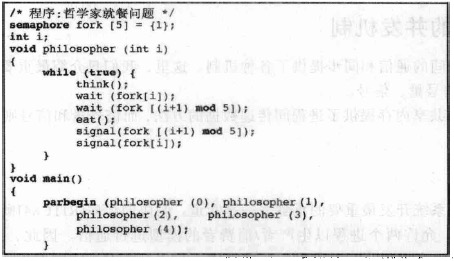 /* 程序:哲学家就餐问题 */
semaphore fork [5] = {1};
int i;
void philosopher (int i)
while (true) {
think();
wait (fork[i]);
wait (fork [(i+1) mod 5]);
eat();
signal(fork [(i+1) mod 5]);
signal(fork[i]);
}
}
void main()
{
parbegin (philosopher (0), philosopher (1),
philosopher (2), philosopher (3),
philosopher (4));
}